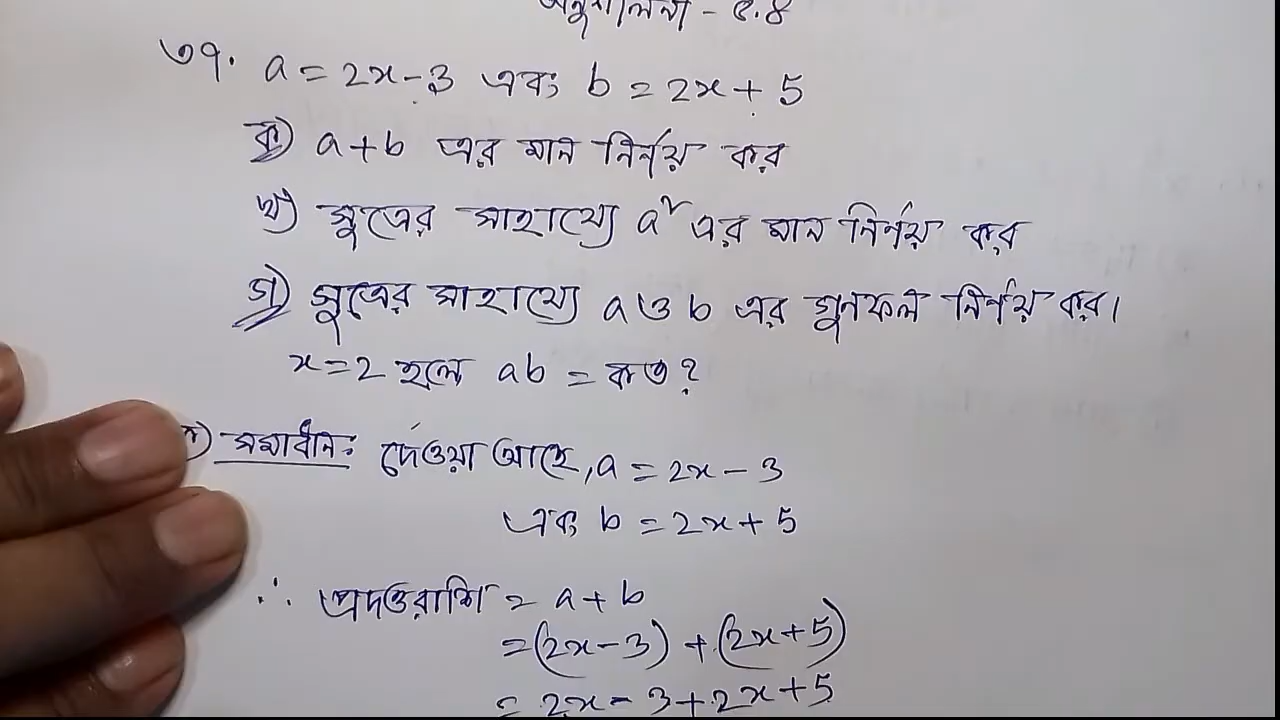 অনুশীলনী - ৫.৪
৩৭. a = 2x - 3 এবং b = 2x + 5
ক) a + b এর মান নির্ণয় কর
খ) সুত্রের সাহায্যে a² এর মান নির্ণয় কর
গ) সুত্রের সাহায্যে a ও b এর গুনফল নির্ণয় কর।
x = 2 হলে ab = কত?
ক) সমাধান: দেওয়া আছে, a = 2x - 3
এবং b = 2x + 5
∴ প্রদত্তরাশি = a + b
= (2x - 3) + (2x + 5)
= 2x - 3 + 2x + 5